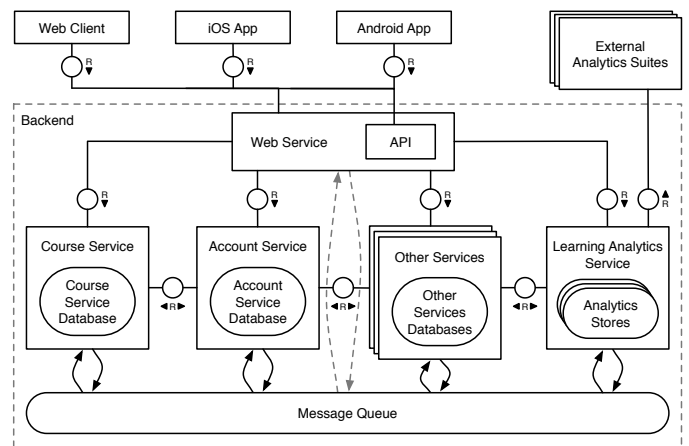 Web Client
iOS App
Android App
External
Analytics Suites
R
R
R
Backend
Web Service
API
R
R
R
R
R
Course Service
Account Service
Other Services
Learning Analytics
Service
Course
Service
Database
Account
Service
Database
Other
Services
Databases
Analytics
Stores
R
R
R
Message Queue